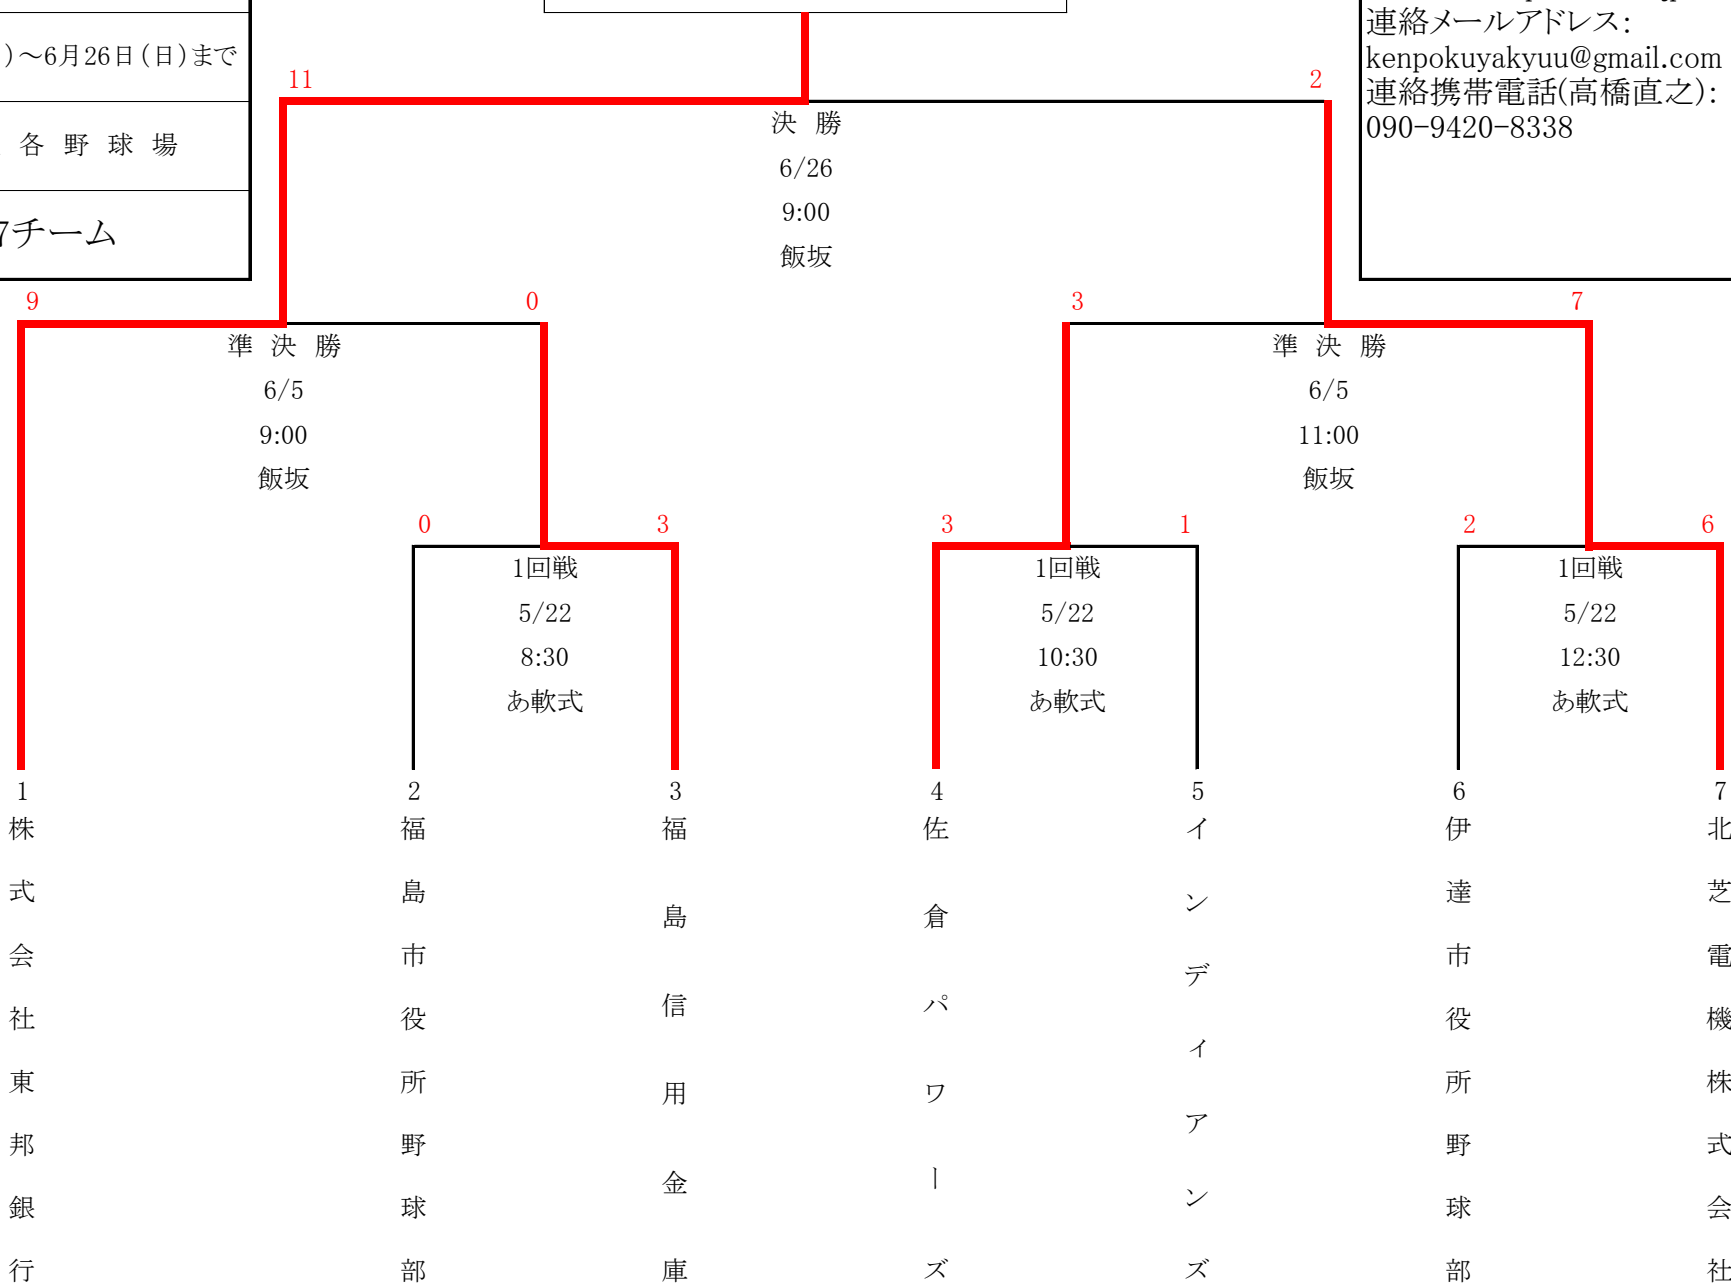 )～6月26日(日)まで
各野球場
7チーム
連絡メールアドレス:
kenpokuyakyuu@gmail.com
連絡携帯電話(高橋直之):
090-9420-8338
11
2
決勝
6/26
9:00
飯坂
9
0
3
7
準決勝
6/5
9:00
飯坂
準決勝
6/5
11:00
飯坂
0
3
3
1
2
6
1回戦
5/22
8:30
あ軟式
1回戦
5/22
10:30
あ軟式
1回戦
5/22
12:30
あ軟式
1
株式会社東邦銀行
2
福島市役所野球部
3
福島信用金庫
4
佐倉パワーズ
5
インディアンズ
6
伊達市役所野球部
7
北芝電機株式会社